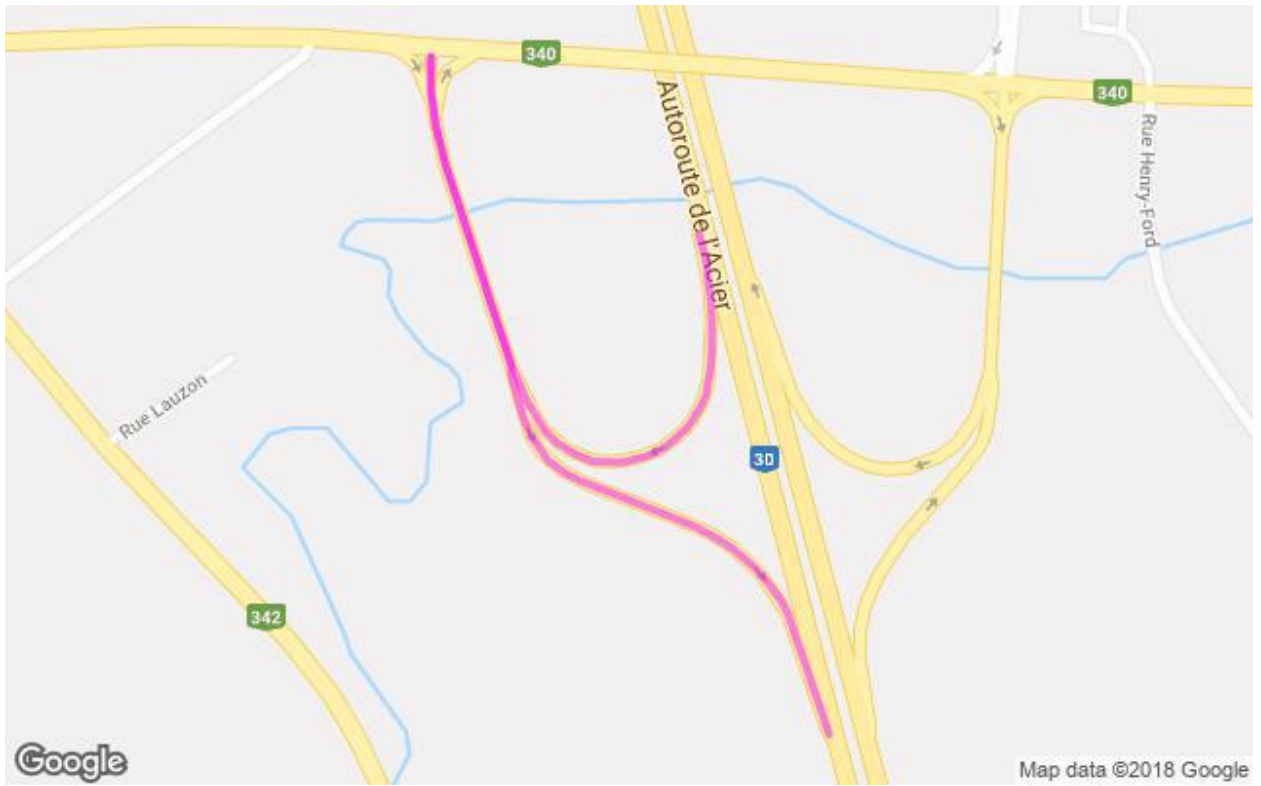 340
340
Autoroute de l'Acier
Rue Henry-Ford
Rue Lauzon
30
342
Google
Map data ©2018 Google